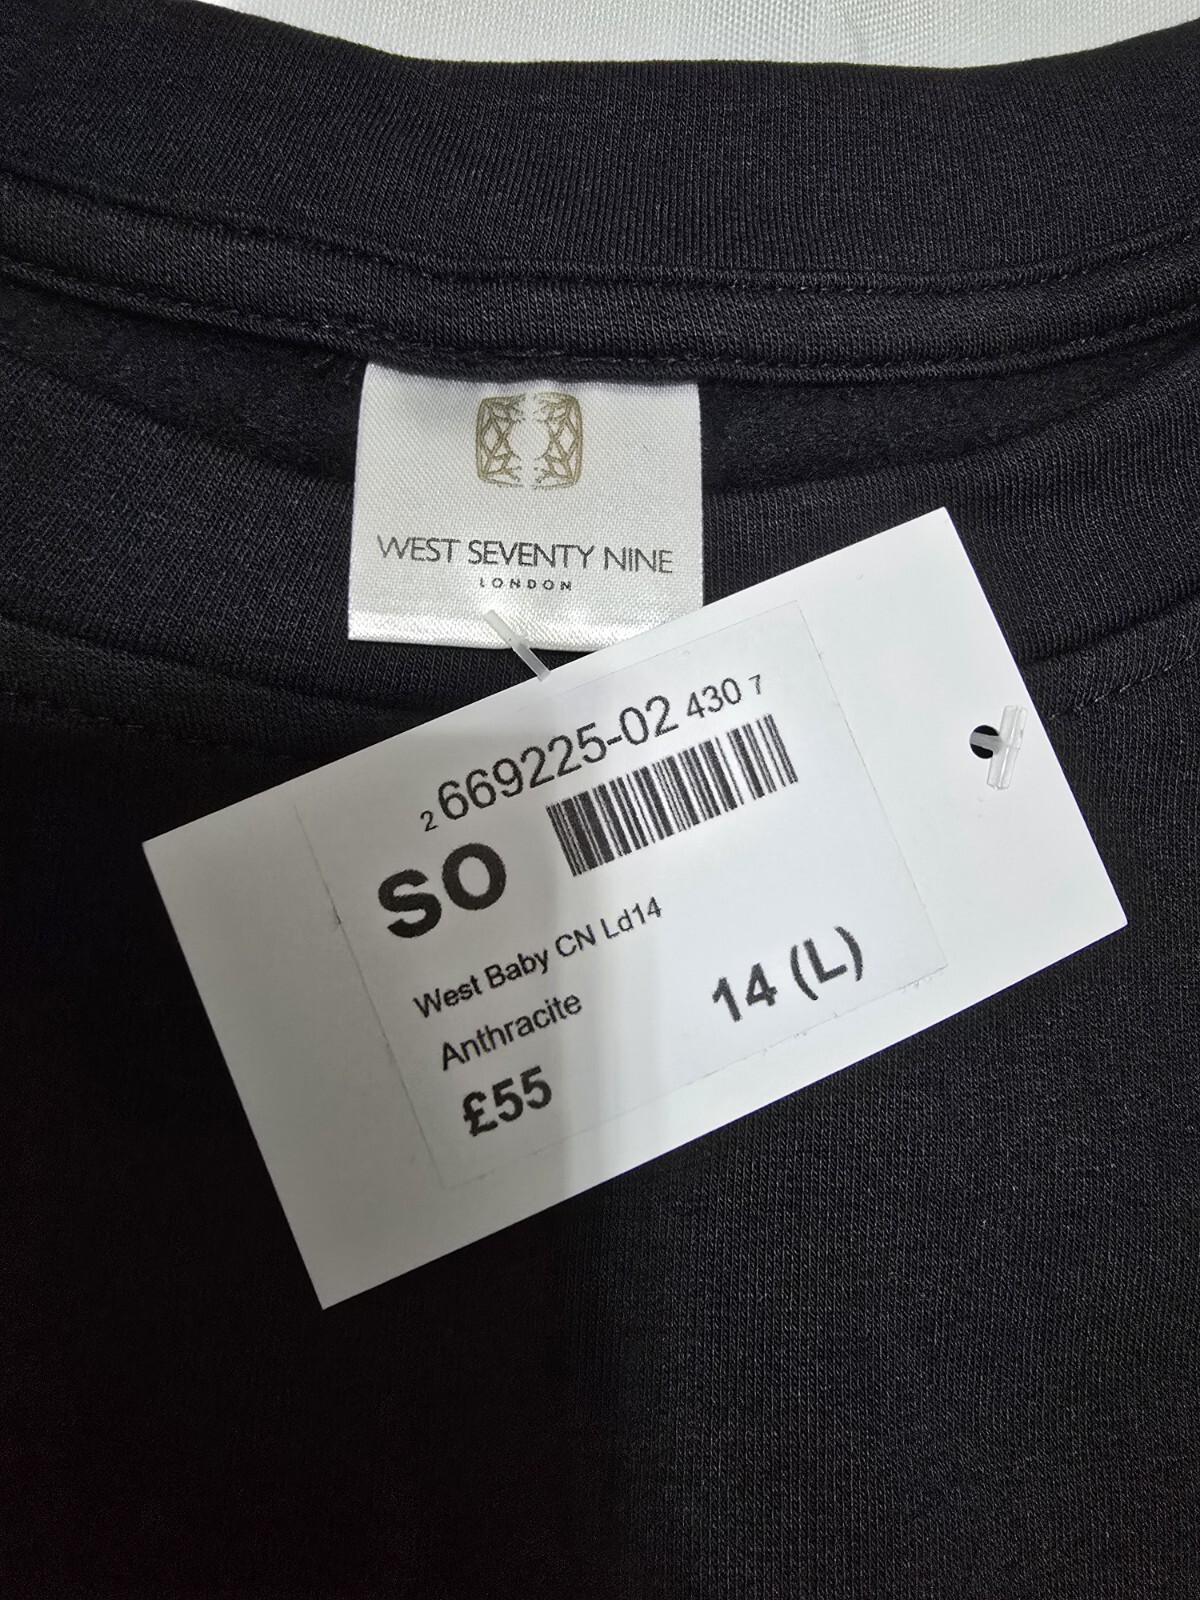 WEST SEVENTY NINE
LONDON
2 669225-02 430 7
SO
West Baby CN Ld14
Anthracite
14 (L)
£55